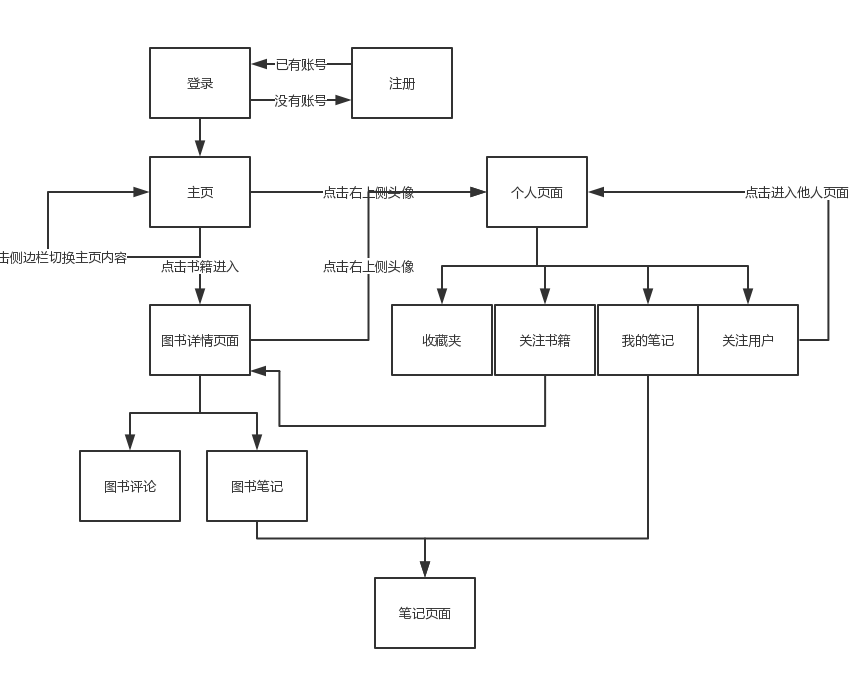 已有账号
登录
注册
没有账号
主页
点击右上侧头像
个人页面
点击进入他人页面
击侧边栏切换主页内容
点击书籍进入
点击右上侧头像
图书详情页面
收藏夹
关注书籍
我的笔记
关注用户
图书评论
图书笔记
笔记页面